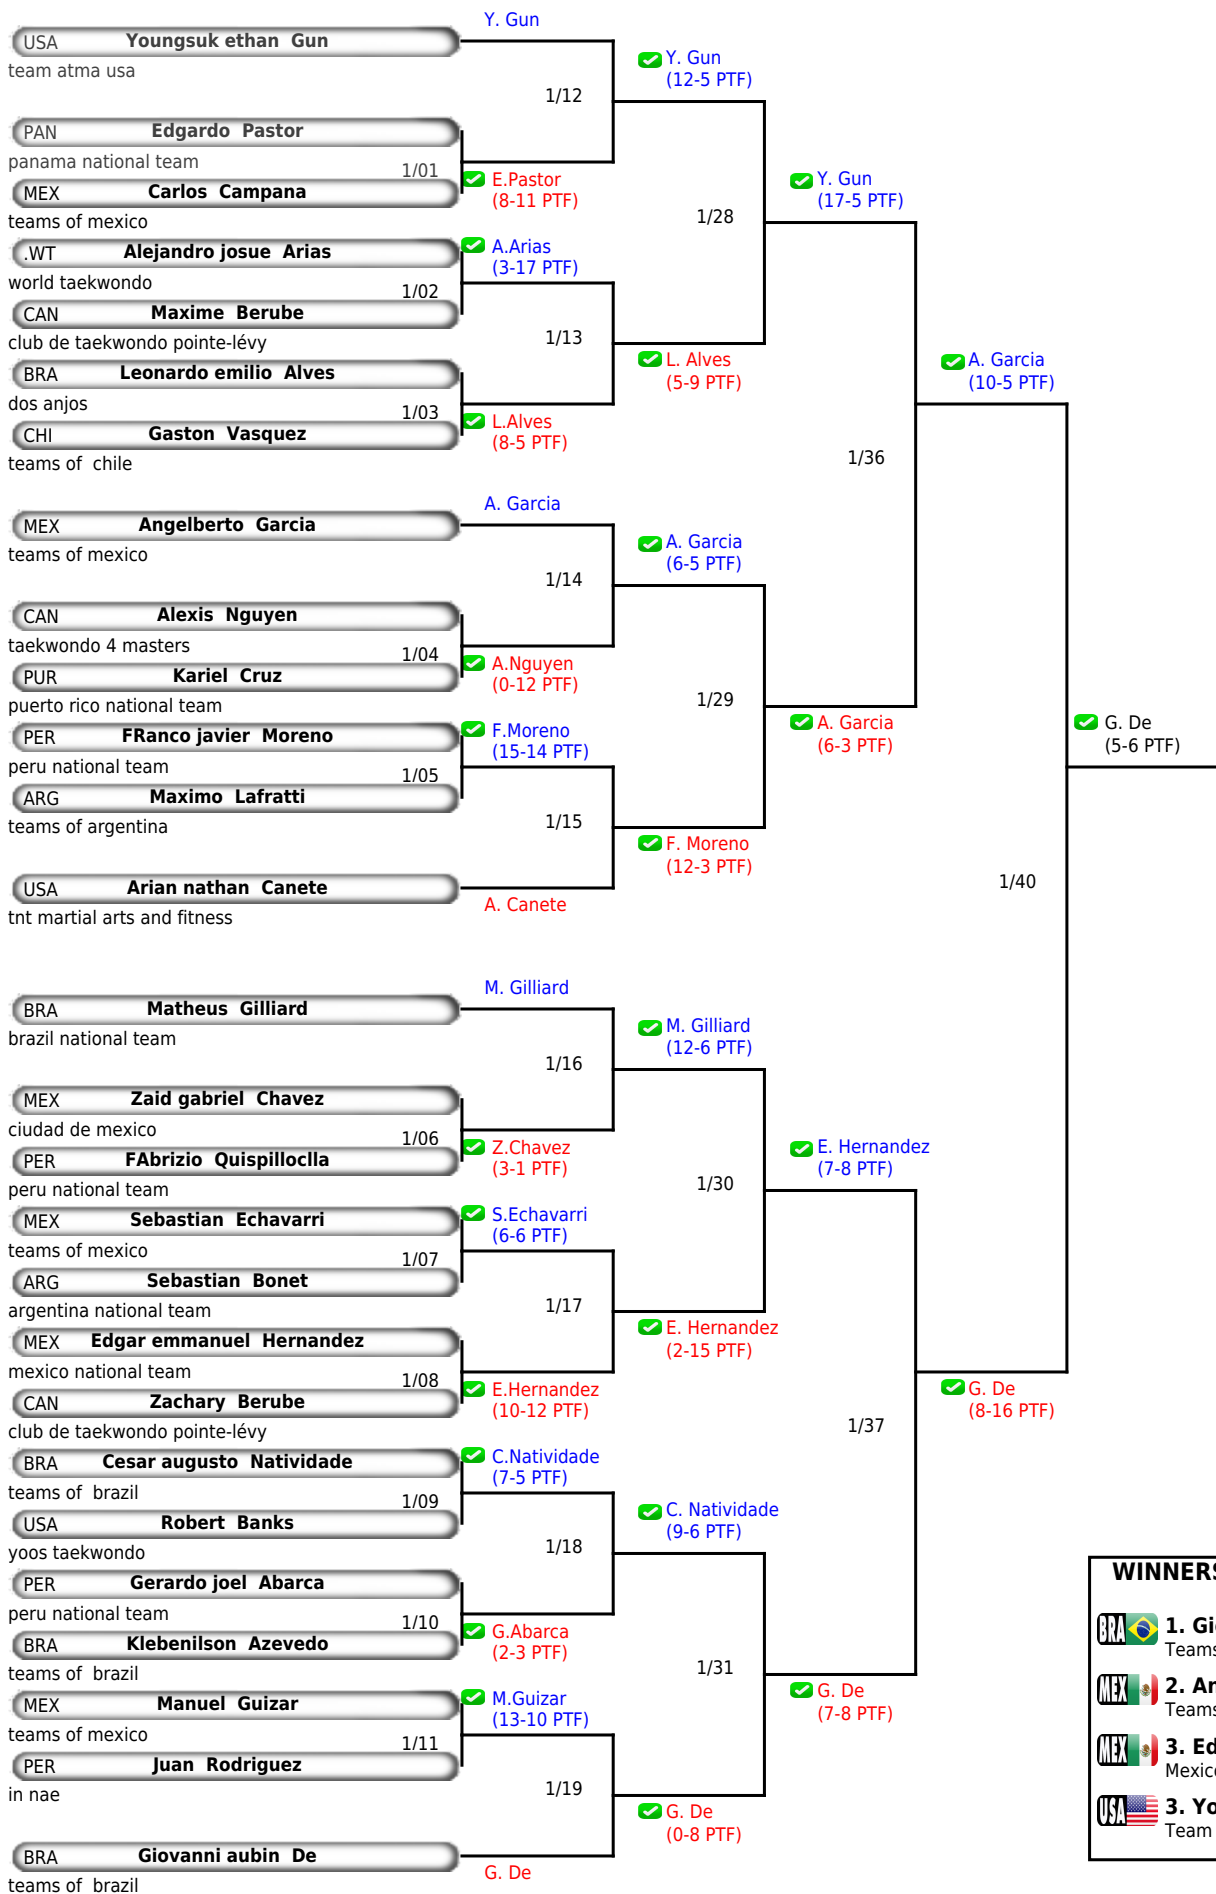 Y. Gun
USA Youngsuk ethan Gun
team atma usa
Y. Gun
(12-5 PTF)
1/12
PAN Edgardo Pastor
panama national team
1/01
MEX Carlos Campana
teams of mexico
E.Pastor
(8-11 PTF)
Y. Gun
(17-5 PTF)
1/28
.WT Alejandro josue Arias
world taekwondo
A.Arias
(3-17 PTF)
1/02
CAN Maxime Berube
club de taekwondo pointe-lévy
1/13
BRA Leonardo emilio Alves
dos anjos
L. Alves
(5-9 PTF)
1/03
CHI Gaston Vasquez
teams of chile
L.Alves
(8-5 PTF)
A. Garcia
(10-5 PTF)
1/36
A. Garcia
MEX Angelberto Garcia
teams of mexico
A. Garcia
(6-5 PTF)
1/14
CAN Alexis Nguyen
taekwondo 4 masters
1/04
PUR Kariel Cruz
puerto rico national team
A.Nguyen
(0-12 PTF)
1/29
PER FRanco javier Moreno
peru national team
F.Moreno
(15-14 PTF)
A. Garcia
(6-3 PTF)
G. De
(5-6 PTF)
1/05
ARG Maximo Lafratti
teams of argentina
1/15
F. Moreno
(12-3 PTF)
USA Arian nathan Canete
tnt martial arts and fitness
A. Canete
1/40
M. Gilliard
BRA Matheus Gilliard
brazil national team
M. Gilliard
(12-6 PTF)
1/16
MEX Zaid gabriel Chavez
ciudad de mexico
1/06
PER FAbrizio Quispilloclla
peru national team
Z.Chavez
(3-1 PTF)
E. Hernandez
(7-8 PTF)
1/30
MEX Sebastian Echavarri
teams of mexico
S.Echavarri
(6-6 PTF)
1/07
ARG Sebastian Bonet
argentina national team
1/17
MEX Edgar emmanuel Hernandez
mexico national team
E. Hernandez
(2-15 PTF)
1/08
CAN Zachary Berube
club de taekwondo pointe-lévy
E.Hernandez
(10-12 PTF)
G. De
(8-16 PTF)
1/37
BRA Cesar augusto Natividade
teams of brazil
C.Natividade
(7-5 PTF)
1/09
USA Robert Banks
yoos taekwondo
C. Natividade
(9-6 PTF)
1/18
PER Gerardo joel Abarca
peru national team
1/10
BRA Klebenilson Azevedo
teams of brazil
G.Abarca
(2-3 PTF)
1/31
MEX Manuel Guizar
teams of mexico
M.Guizar
(13-10 PTF)
G. De
(7-8 PTF)
1/11
PER Juan Rodriguez
in nae
1/19
G. De
(0-8 PTF)
BRA Giovanni aubin De
teams of brazil
G. De
WINNERS
BRA 1. Gio
Teams
MEX 2. An
Teams
MEX 3. Ed
Mexico
USA 3. Yo
Team